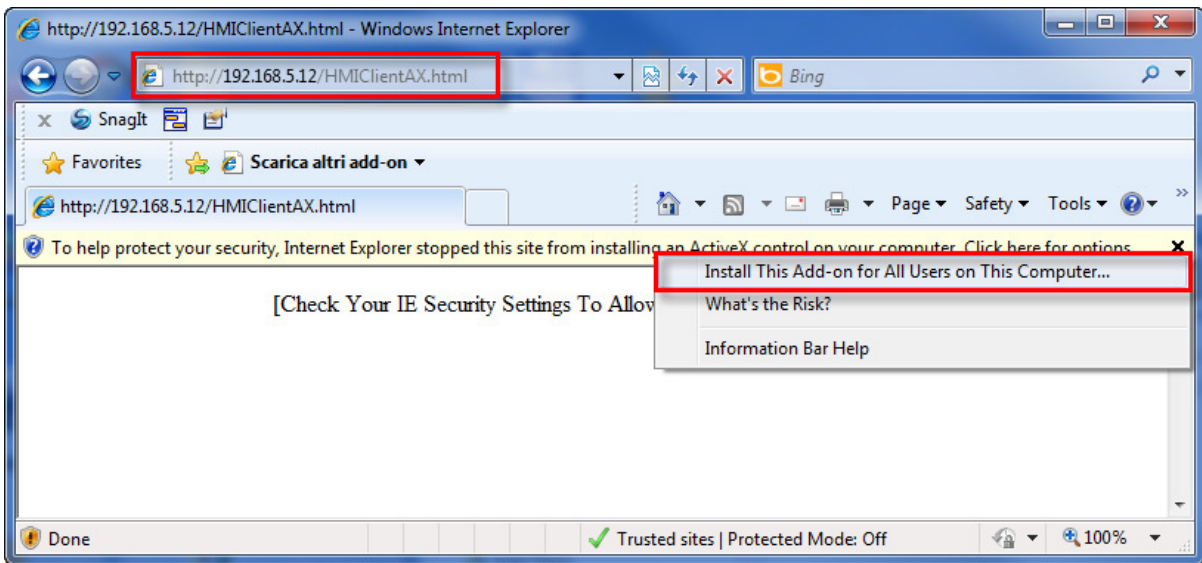 http://192.168.5.12/HMIClientAX.html - Windows Internet Explorer
http://192.168.5.12/HMIClientAX.html
Bing
x SnagIt
Favorites Scarica altri add-on
http://192.168.5.12/HMIClientAX.html
Page Safety Tools
To help protect your security, Internet Explorer stopped this site from installing an ActiveX control on your computer. Click here for options
Install This Add-on for All Users on This Computer...
[Check Your IE Security Settings To Allow
What's the Risk?
Information Bar Help
Done Trusted sites | Protected Mode: Off 100%